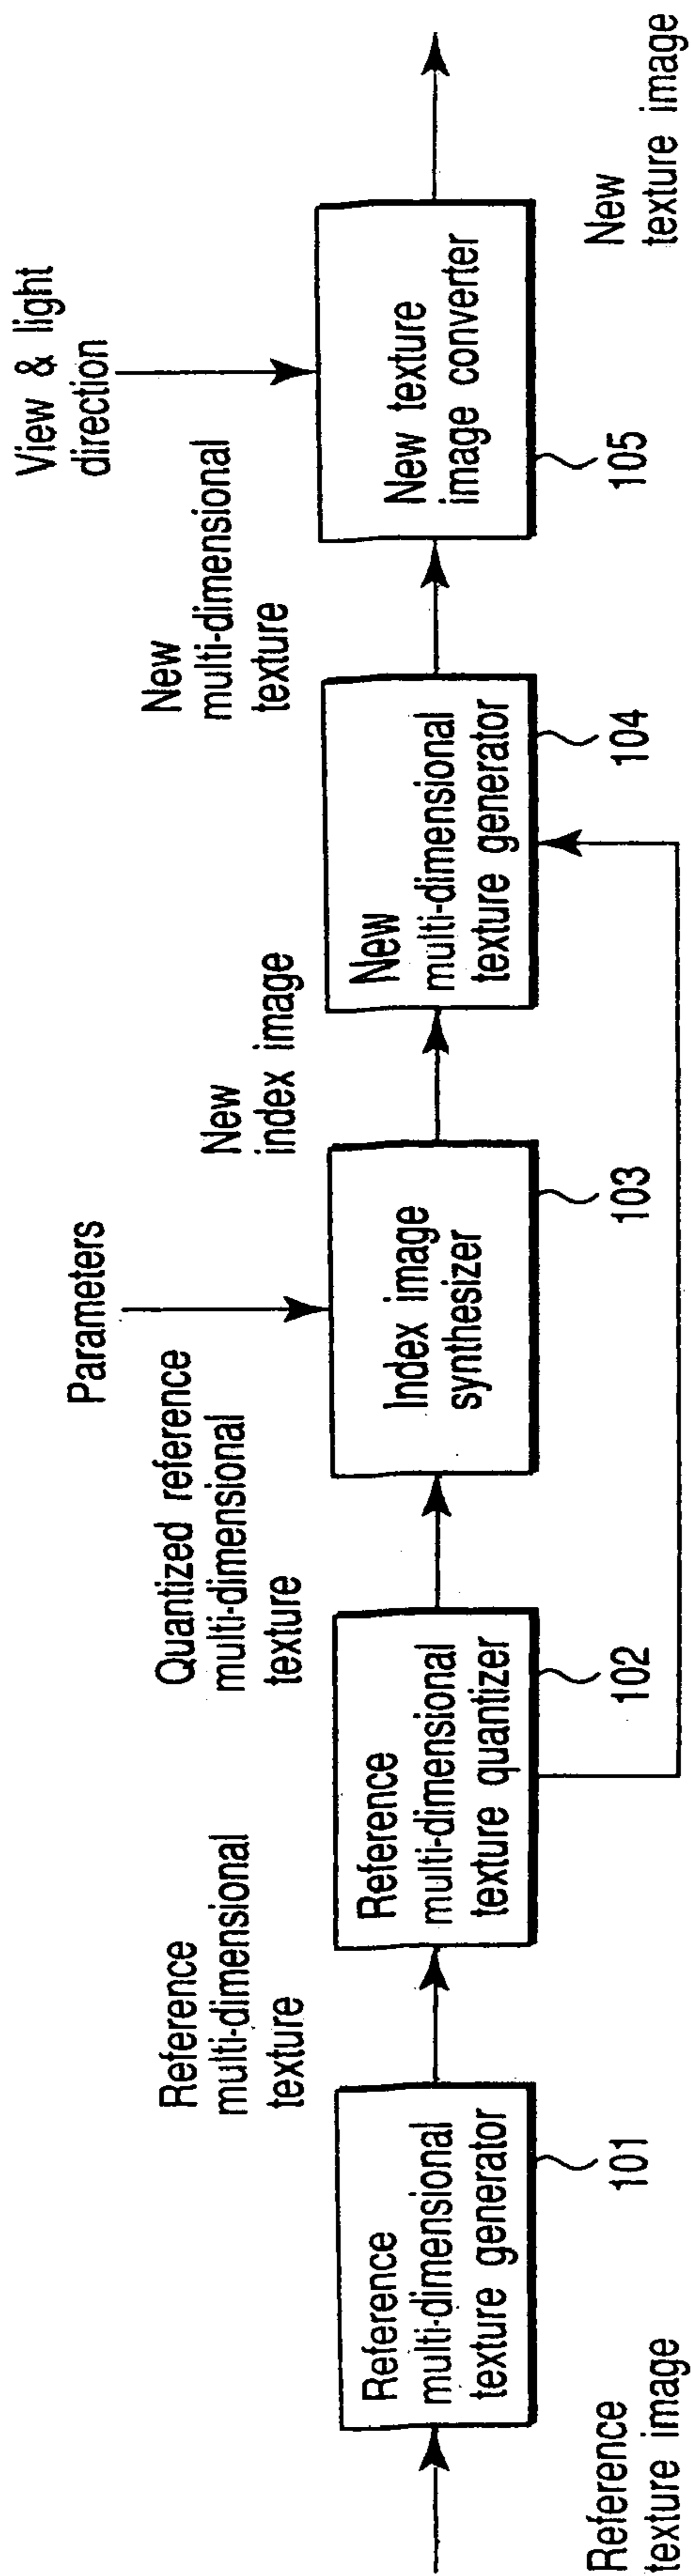 Reference
texture image
Reference
multi-dimensional
texture generator
101
Reference
multi-dimensional
texture
Reference
multi-dimensional
texture quantizer
102
Quantized reference
multi-dimensional
texture
Parameters
Index image
synthesizer
103
New
index image
New
multi-dimensional
texture generator
104
New
multi-dimensional
texture
View & light
direction
New texture
image converter
105
New
texture image